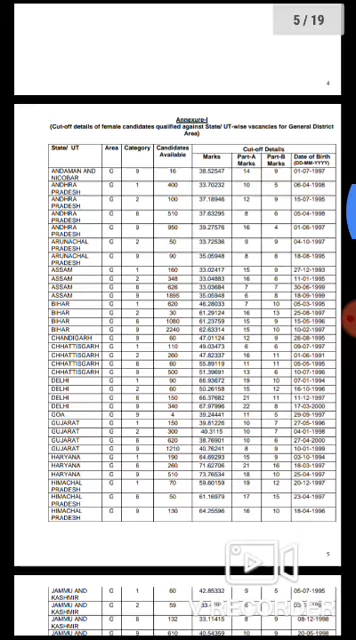 5 / 19
4
Annexure-I
(Cut-off details of female candidates qualified against State/ UT-wise vacancies for General District
Area)
State/ UT Area Category Candidates Available Cut-off Details
Marks Part-A Marks Part-B Marks Date of Birth (DD-MM-YYYY)
ANDAMAN AND NICOBAR G 9 16 38.52547 14 9 01-07-1997
ANDHRA PRADESH G 1 400 33.70232 10 5 06-04-1998
ANDHRA PRADESH G 2 100 37.18946 12 9 15-07-1995
ANDHRA PRADESH G 6 510 37.63295 8 6 05-04-1998
ANDHRA PRADESH G 9 950 39.27576 16 4 01-06-1997
ARUNACHAL PRADESH G 2 50 33.72536 9 9 04-10-1997
ARUNACHAL PRADESH G 9 90 35.05948 8 8 18-08-1995
ASSAM G 1 160 33.02417 15 9 27-12-1993
ASSAM G 2 348 33.04883 16 6 11-01-1995
ASSAM G 6 626 33.03684 7 7 30-06-1999
ASSAM G 9 1895 35.05948 6 8 18-09-1999
BIHAR G 1 620 46.28033 7 10 05-03-1995
BIHAR G 2 30 61.29124 16 13 25-08-1997
BIHAR G 6 1080 61.23759 15 9 15-05-1996
BIHAR G 9 2240 62.63314 15 10 10-02-1997
CHANDIGARH G 9 60 47.01124 12 9 26-08-1995
CHHATTISGARH G 1 110 49.03473 6 6 09-07-1997
CHHATTISGARH G 2 260 47.82337 16 11 01-06-1991
CHHATTISGARH G 6 60 55.89119 11 11 05-05-1995
CHHATTISGARH G 9 500 51.39691 13 6 10-07-1996
DELHI G 1 90 66.93672 19 10 07-01-1994
DELHI G 2 60 50.26158 15 12 16-10-1996
DELHI G 6 150 66.37682 21 11 11-12-1997
DELHI G 9 340 67.97996 22 8 17-03-2000
GOA G 9 4 39.24441 11 5 29-09-1997
GUJARAT G 1 150 39.81226 10 7 27-05-1996
GUJARAT G 2 300 40.3115 10 7 04-01-1998
GUJARAT G 6 620 38.76901 10 6 27-04-2000
GUJARAT G 9 1210 40.76241 8 9 10-01-1999
HARYANA G 1 190 64.69293 15 9 03-10-1994
HARYANA G 6 260 71.62706 21 16 18-03-1997
HARYANA G 9 510 73.76534 18 10 25-04-1997
HIMACHAL PRADESH G 1 70 59.80159 19 12 20-12-1997
HIMACHAL PRADESH G 6 50 61.16979 17 15 23-04-1997
HIMACHAL PRADESH G 9 130 64.25596 16 10 18-04-1996
5
JAMMU AND KASHMIR G 1 60 42.85332 9 5 05-07-1995
JAMMU AND KASHMIR G 2 59
JAMMU AND KASHMIR G 6 132 33.11415 8 9 08-12-1998
JAMMU AND G 9 610 40.54359 10 9 20-05-1998
V RECORDER